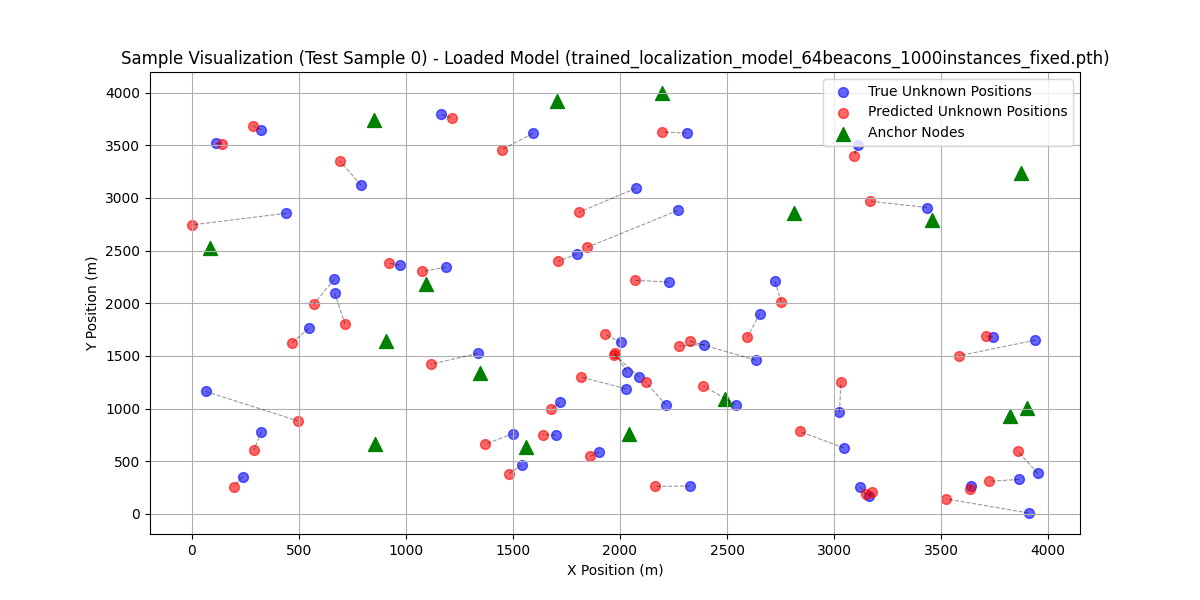 Sample Visualization (Test Sample 0) - Loaded Model (trained_localization_model_64beacons_1000instances_fixed.pth)
True Unknown Positions
Predicted Unknown Positions
Anchor Nodes
Y Position (m)
4000
3500
3000
2500
2000
1500
1000
500
0
0 500 1000 1500 2000 2500 3000 3500 4000
X Position (m)